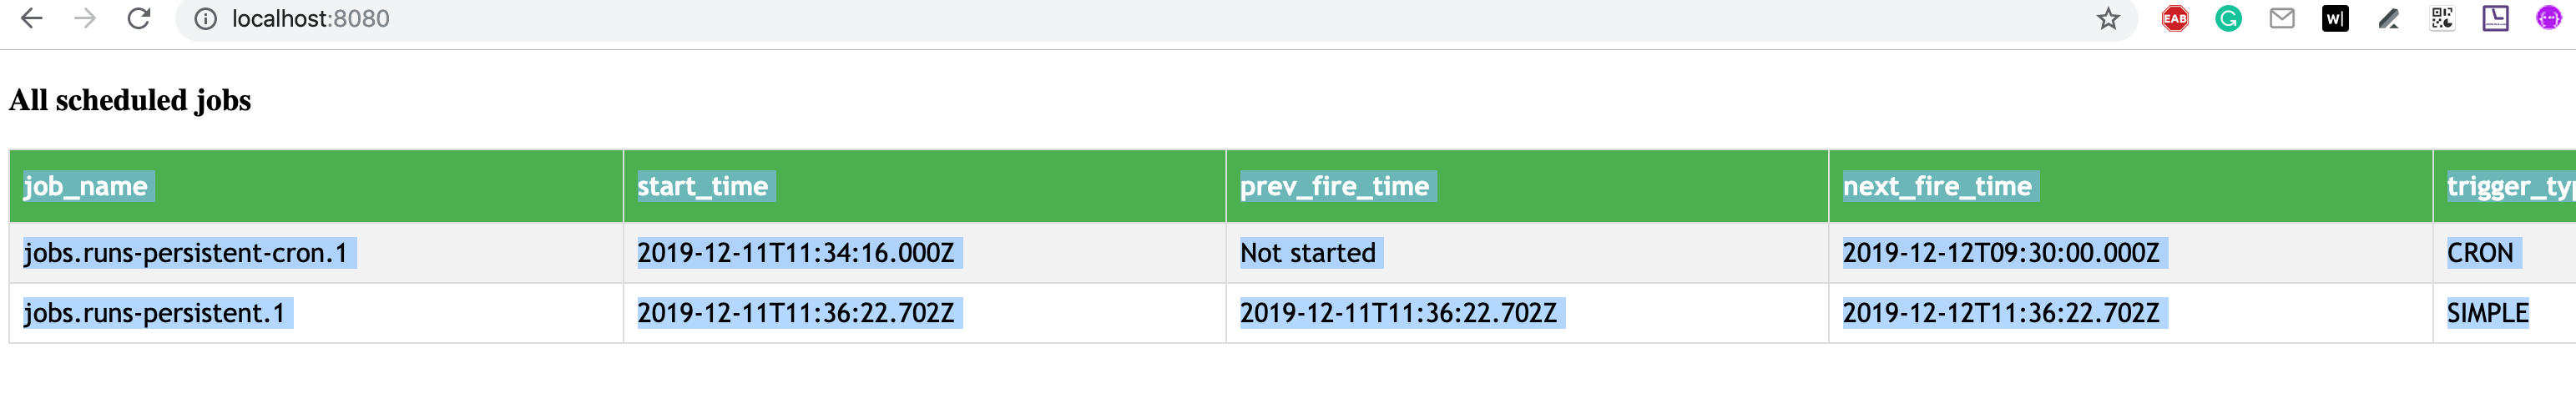 localhost:8080
EAB
w|
All scheduled jobs
job_name start_time prev_fire_time next_fire_time trigger_typ
jobs.runs-persistent-cron.1 2019-12-11T11:34:16.000Z Not started 2019-12-12T09:30:00.000Z CRON
jobs.runs-persistent.1 2019-12-11T11:36:22.702Z 2019-12-11T11:36:22.702Z 2019-12-12T11:36:22.702Z SIMPLE